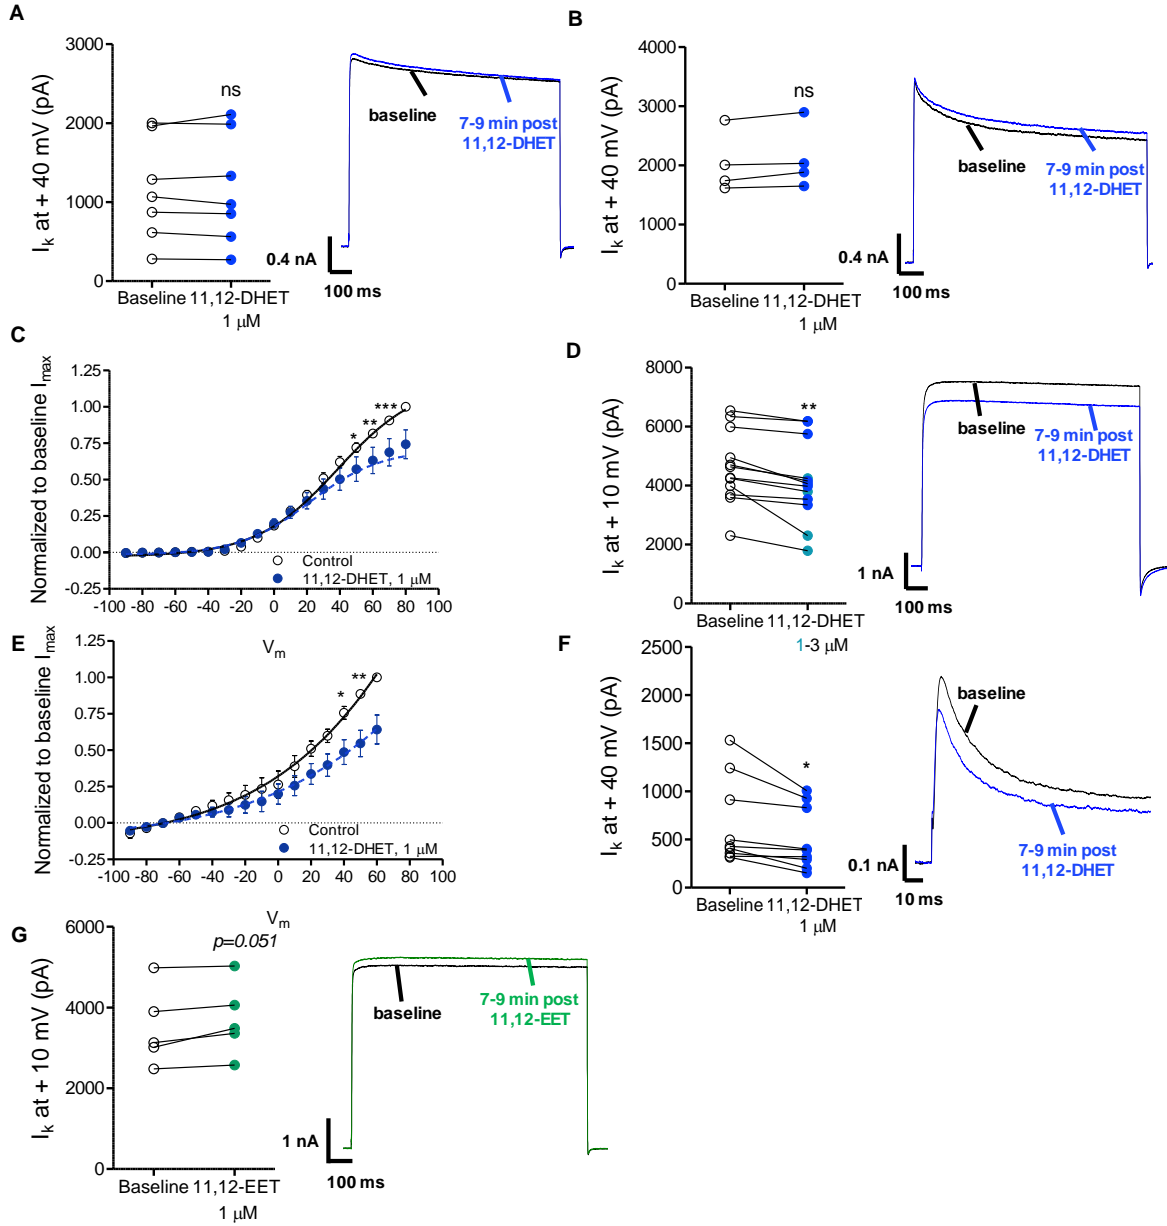 A
I_k at + 40 mV (pA)
3000
2000
1000
0
ns
Baseline 11,12-DHET
1 μM
baseline
7-9 min post
11,12-DHET
0.4 nA
100 ms
B
I_k at + 40 mV (pA)
4000
3000
2000
1000
0
ns
Baseline 11,12-DHET
1 μM
baseline
7-9 min post
11,12-DHET
0.4 nA
100 ms
C
Normalized to baseline I_max
1.25
1.00
0.75
0.50
0.25
0.00
-0.25
* ** ***
Control
11,12-DHET, 1 μM
-100 -80 -60 -40 -20 0 20 40 60 80 100
V_m
D
I_k at + 10 mV (pA)
8000
6000
4000
2000
0
**
Baseline 11,12-DHET
1-3 μM
baseline
7-9 min post
11,12-DHET
1 nA
100 ms
E
Normalized to baseline I_max
1.25
1.00
0.75
0.50
0.25
0.00
-0.25
* **
Control
11,12-DHET, 1 μM
-100 -80 -60 -40 -20 0 20 40 60 80 100
V_m
F
I_k at + 40 mV (pA)
2500
2000
1500
1000
500
0
*
Baseline 11,12-DHET
1 μM
baseline
7-9 min post
11,12-DHET
0.1 nA
10 ms
G
I_k at + 10 mV (pA)
6000
4000
2000
0
p=0.051
Baseline 11,12-EET
1 μM
baseline
7-9 min post
11,12-EET
1 nA
100 ms